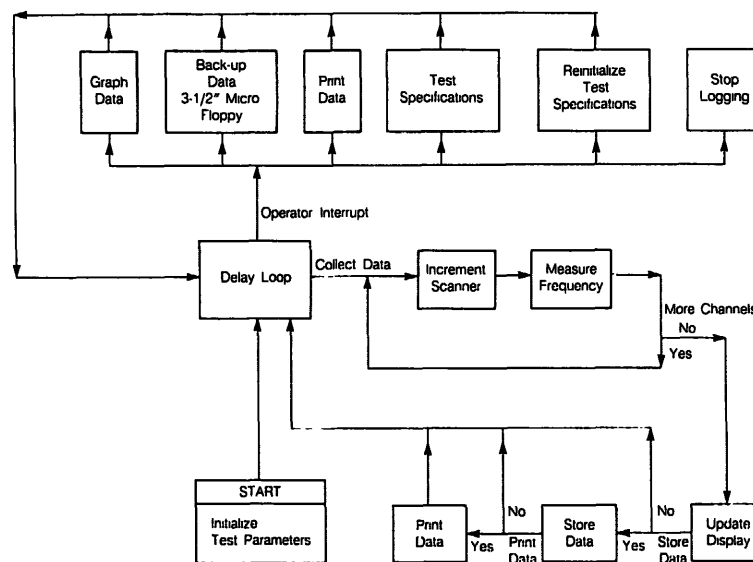 Graph
Data
Back-up
Data
3-1/2" Micro
Floppy
Print
Data
Test
Specifications
Reinitialize
Test
Specifications
Stop
Logging
Operator Interrupt
Delay Loop
Collect Data
Increment
Scanner
Measure
Frequency
More Channels
No
Yes
START
Initialize
Test Parameters
Print
Data
No
Yes
Print
Data
Store
Data
No
Yes
Store
Data
Update
Display